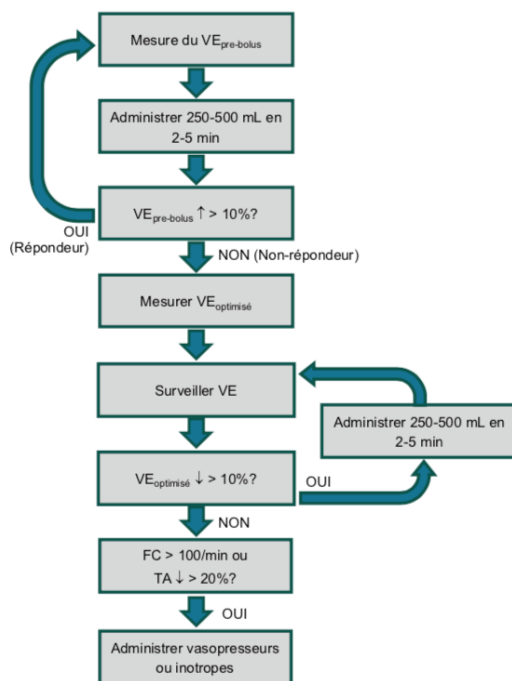 Mesure du VEpre-bolus
Administrer 250-500 mL en
2-5 min
VEpre-bolus ↑ > 10%?
OUI
(Répondeur)
NON (Non-répondeur)
Mesurer VEoptimisé
Surveiller VE
Administrer 250-500 mL en
2-5 min
VEoptimisé ↓ > 10%?
OUI
NON
FC > 100/min ou
TA ↓ > 20%?
OUI
Administrer vasopresseurs
ou inotropes